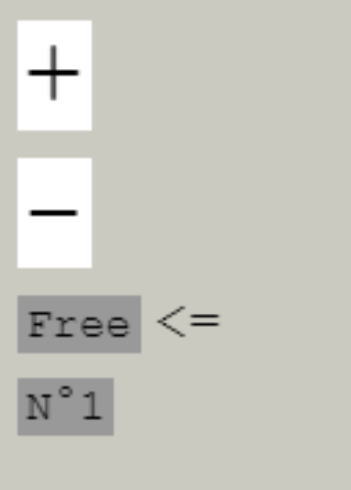 +
−
Free <=
N°1